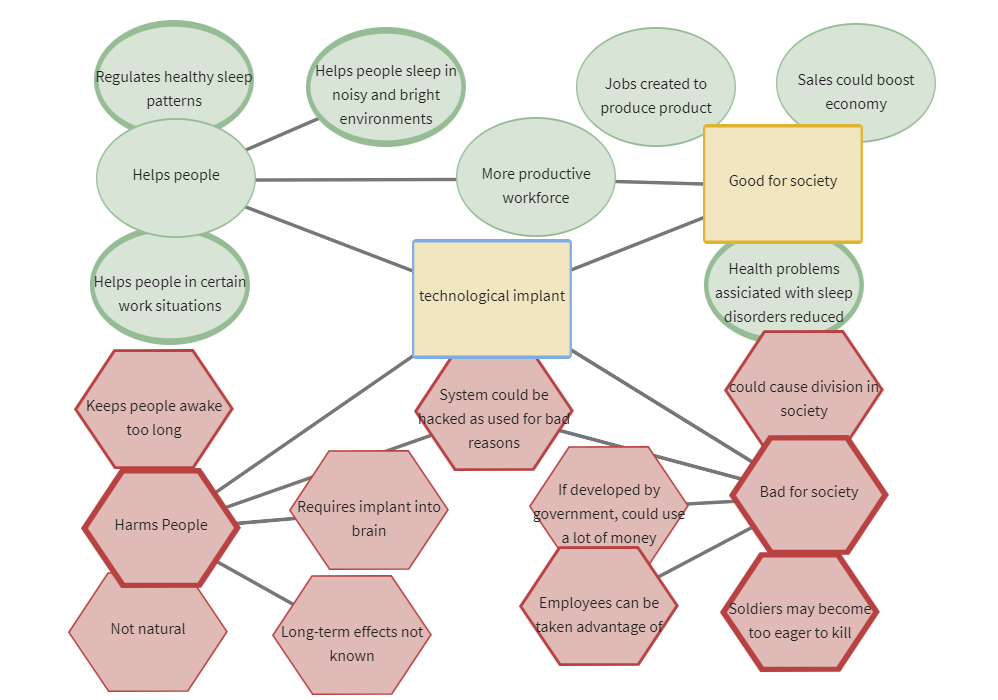 Regulates healthy sleep
patterns
Helps people sleep in
noisy and bright
environments
Jobs created to
produce product
Sales could boost
economy
Helps people
More productive
workforce
Good for society
Helps people in certain
work situations
technological implant
Health problems
assiciated with sleep
disorders reduced
Keeps people awake
too long
System could be
hacked as used for bad
reasons
could cause division in
society
Harms People
Requires implant into
brain
If developed by
government, could use
a lot of money
Bad for society
Not natural
Long-term effects not
known
Employees can be
taken advantage of
Soldiers may become
too eager to kill